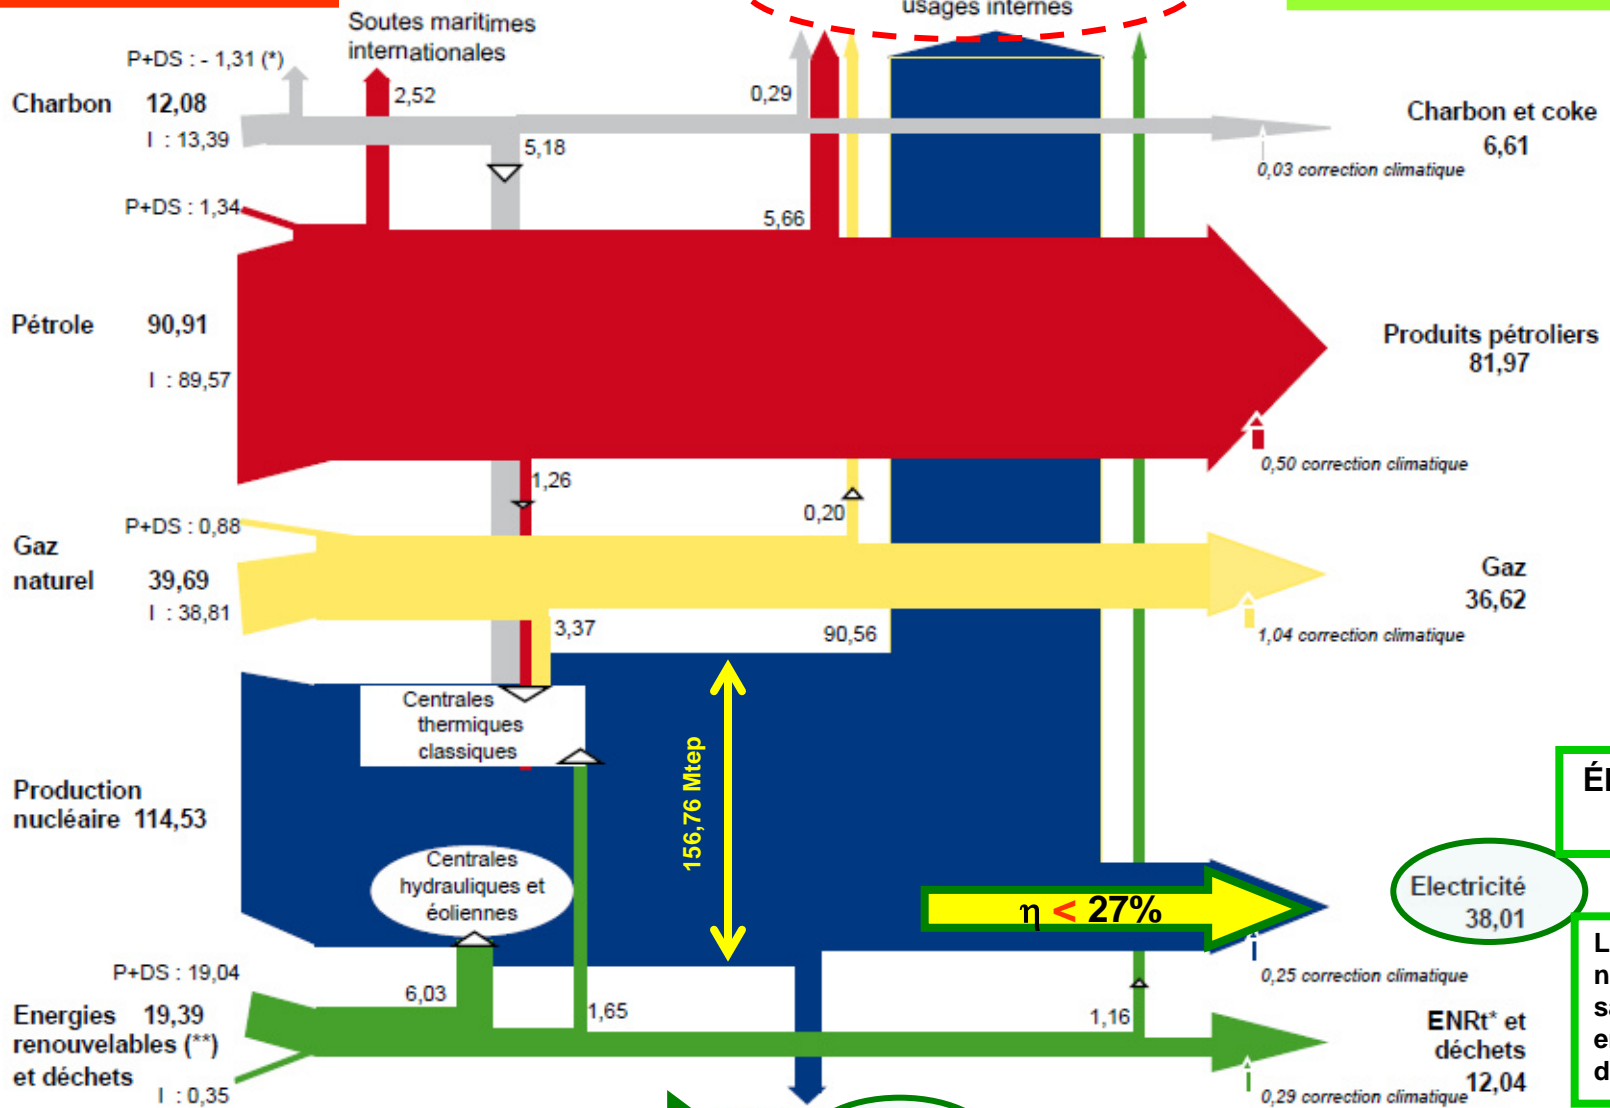 usages internes
Soutes maritimes
internationales
P+DS : - 1,31 (*)
Charbon 12,08
I : 13,39
2,52
0,29
5,18
Charbon et coke
6,61
0,03 correction climatique
P+DS : 1,34
5,66
Pétrole 90,91
I : 89,57
Produits pétroliers
81,97
0,50 correction climatique
1,26
P+DS : 0,88
0,20
Gaz
naturel 39,69
I : 38,81
Gaz
36,62
3,37
90,56
1,04 correction climatique
Centrales
thermiques
classiques
156,76 Mtep
Production
nucléaire 114,53
Centrales
hydrauliques et
éoliennes
η < 27%
Electricité
38,01
0,25 correction climatique
P+DS : 19,04
6,03
1,65
1,16
Energies 19,39
renouvelables (**)
et déchets
I : 0,35
ENRt* et
déchets
12,04
0,29 correction climatique